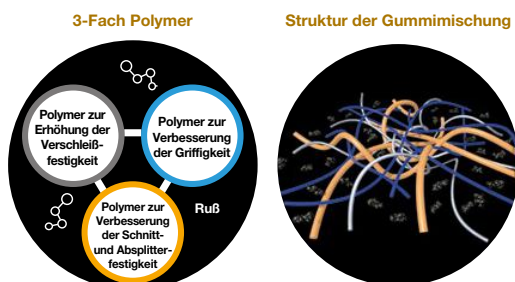 3-Fach Polymer
Struktur der Gummimischung
Polymer zur
Erhöhung der
Verschleiß-
festigkeit
Polymer zur
Verbesserung
der Griffigkeit
Polymer zur
Verbesserung
der Schnitt-
und Absplitter-
festigkeit
Ruß